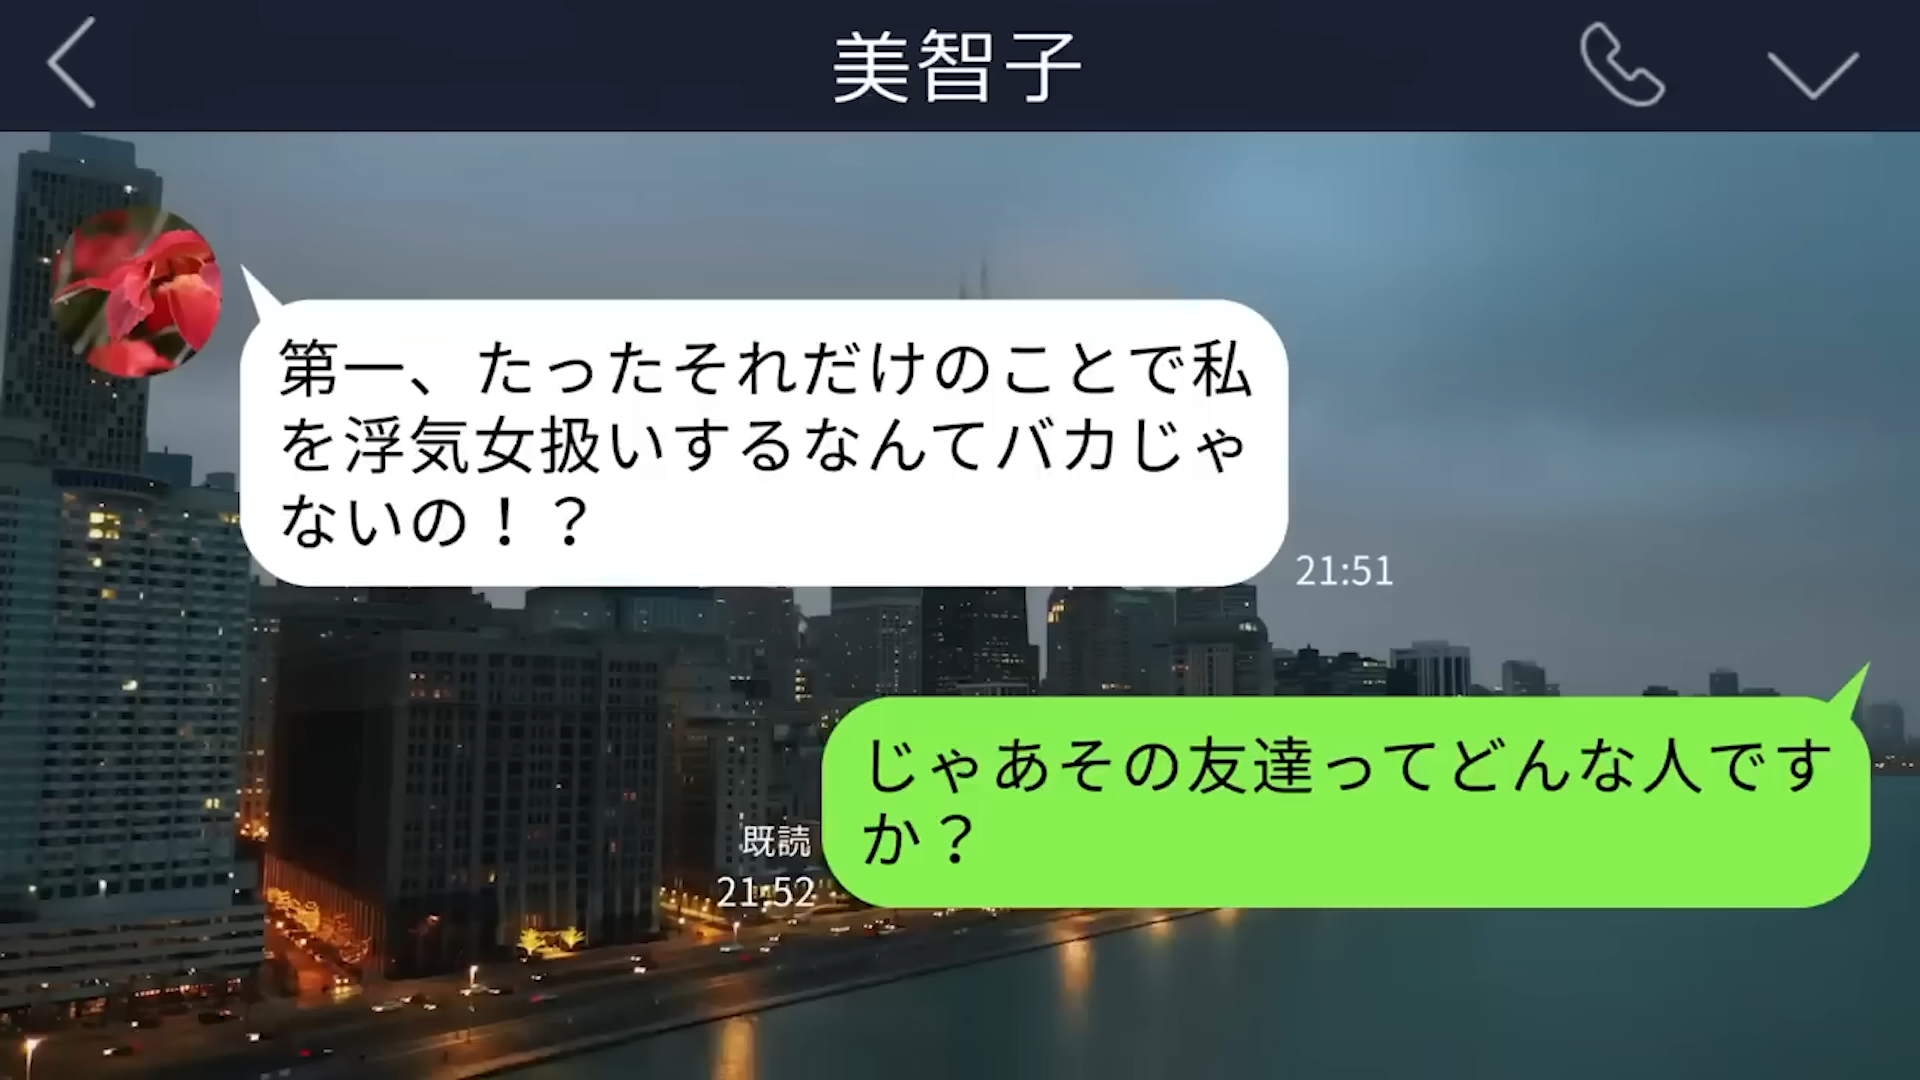 美智子
第一、たったそれだけのことで私
を浮気女扱いするなんてバカじゃ
ないの！？
21:51
じゃあその友達ってどんな人です
か？
既読
21:52